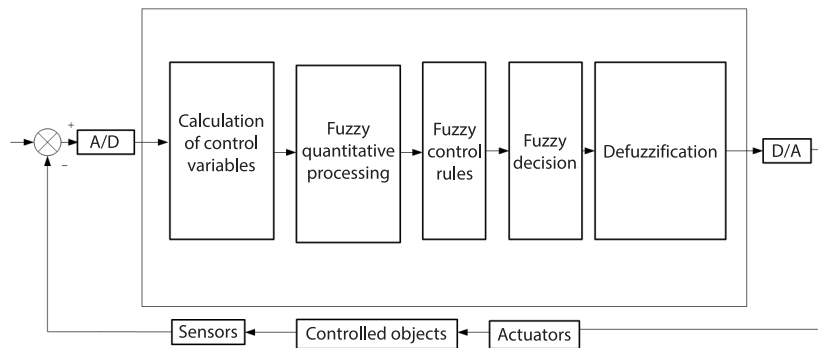 +
−
A/D
Calculation
of control
variables
Fuzzy
quantitative
processing
Fuzzy
control
rules
Fuzzy
decision
Defuzzification
D/A
Sensors
Controlled objects
Actuators